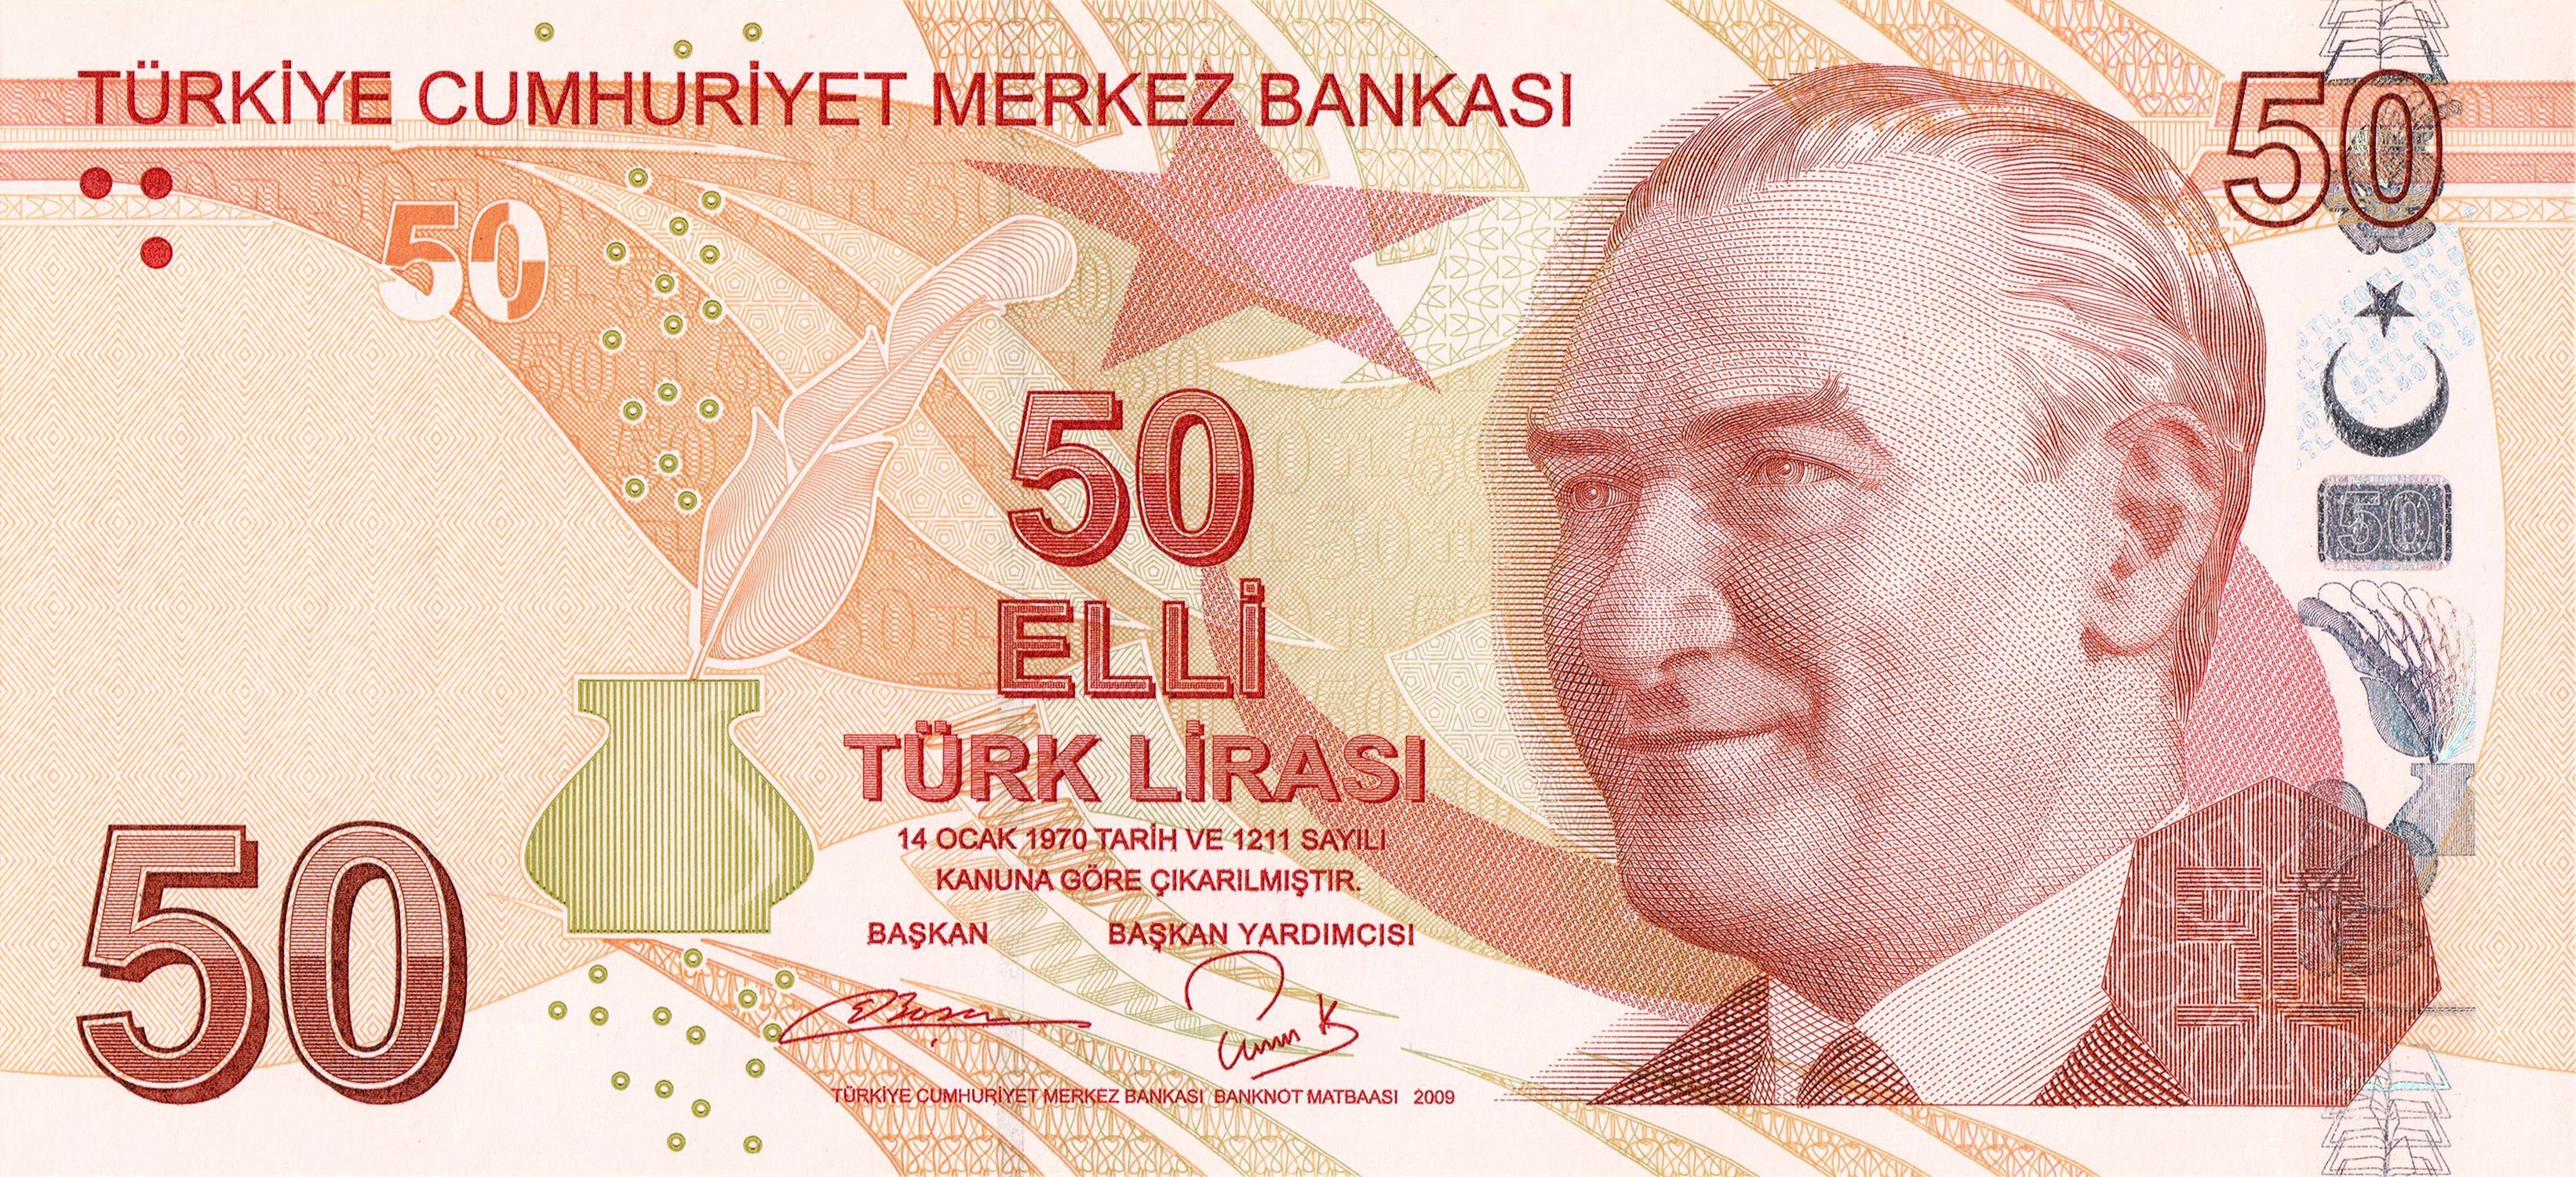 TÜRKİYE CUMHURİYET MERKEZ BANKASI
50
50
50
ELLİ
TÜRK LİRASI
14 OCAK 1970 TARİH VE 1211 SAYILI
KANUNA GÖRE ÇIKARILMIŞTIR.
BAŞKAN BAŞKAN YARDIMCISI
50
50
TÜRKİYE CUMHURİYET MERKEZ BANKASI BANKNOT MATBAASI 2009